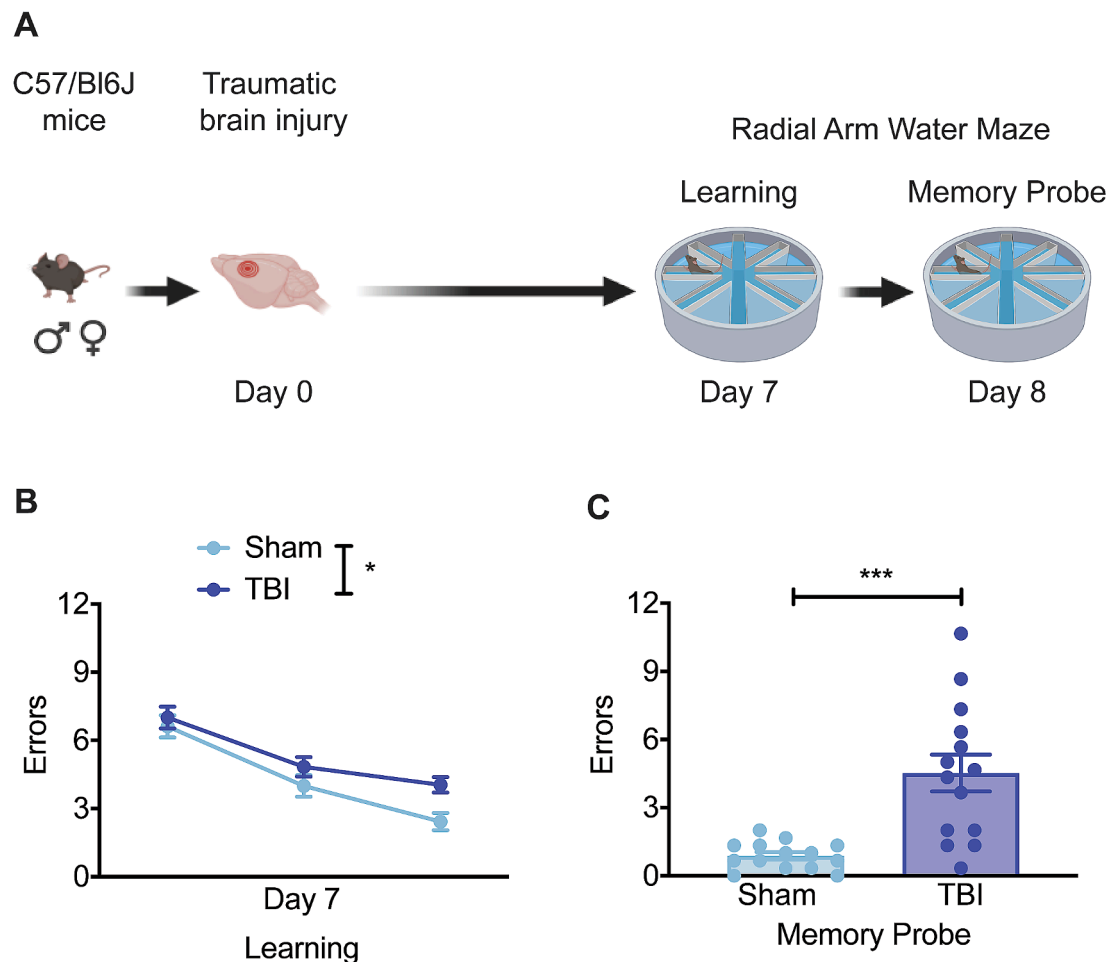 A
C57/Bl6J
mice
Traumatic
brain injury
Radial Arm Water Maze
Learning
Memory Probe
♂ ♀
Day 0
Day 7
Day 8
B
Sham
TBI
*
12
9
6
3
0
Errors
Day 7
Learning
C
***
12
9
6
3
0
Errors
Sham
TBI
Memory Probe